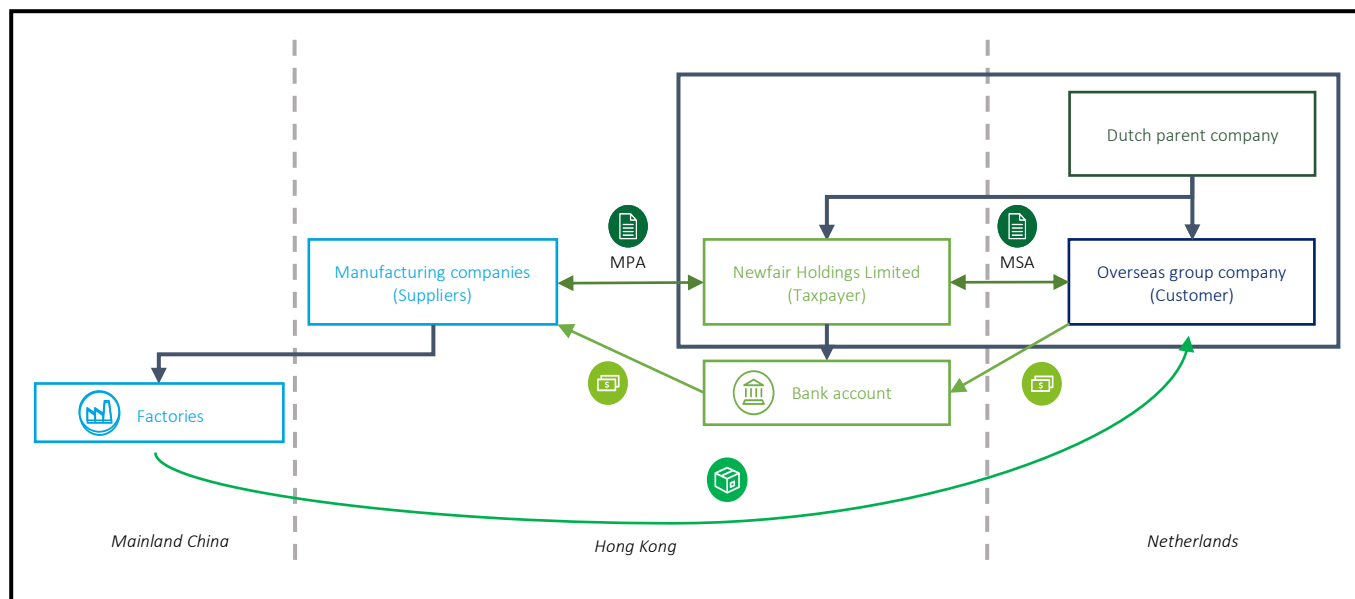 Dutch parent company
MPA
MSA
Manufacturing companies
(Suppliers)
Newfair Holdings Limited
(Taxpayer)
Overseas group company
(Customer)
$
$
Bank account
Factories
Mainland China
Hong Kong
Netherlands